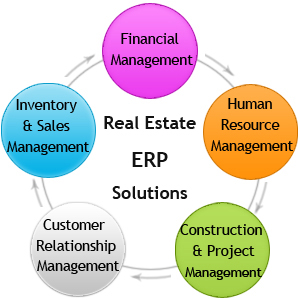 Financial
Management
Human
Resource
Management
Construction
& Project
Management
Customer
Relationship
Management
Inventory
& Sales
Management
Real Estate
ERP
Solutions